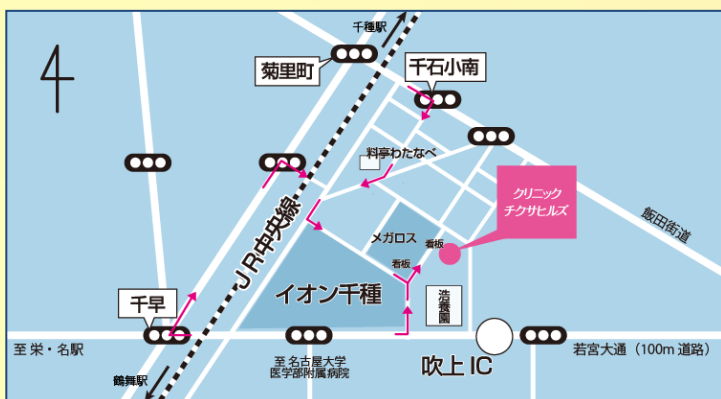 千種駅
菊里町
千石小南
料亭わたなべ
クリニック
チクサヒルズ
飯田街道
JR中央線
メガロス
看板
看板
イオン千種
浩養園
千早
至 栄・名駅
至 名古屋大学
医学部附属病院
吹上 IC
若宮大通（100m 道路）
鶴舞駅